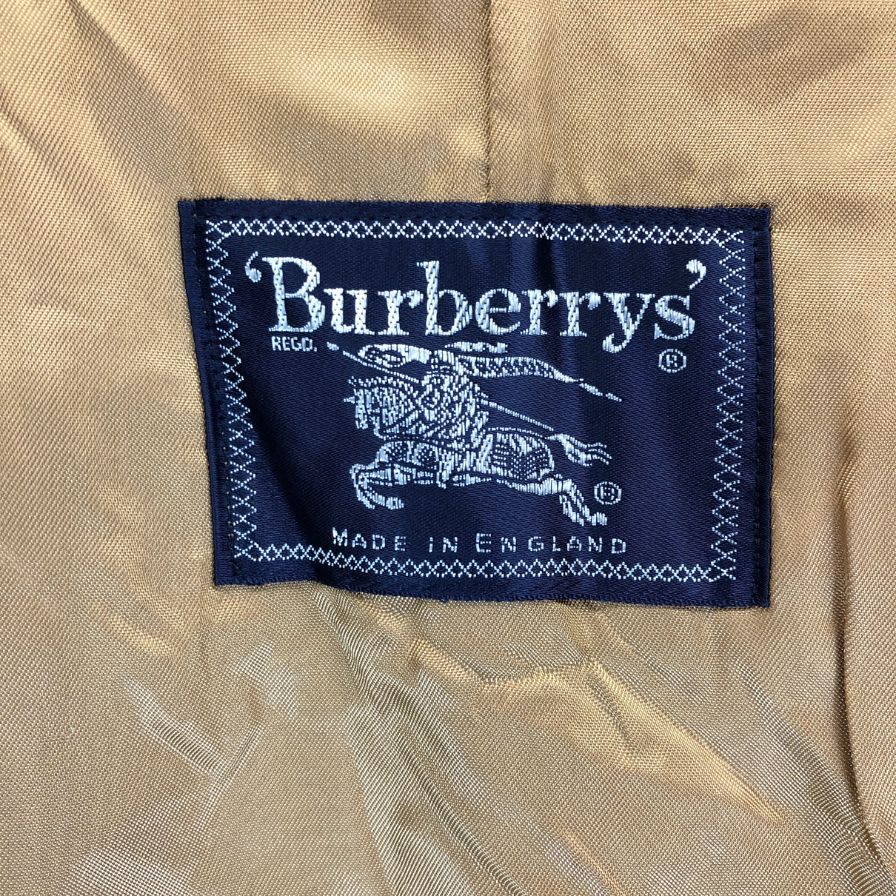 'Burberrys'
REGD. ®
®
MADE IN ENGLAND